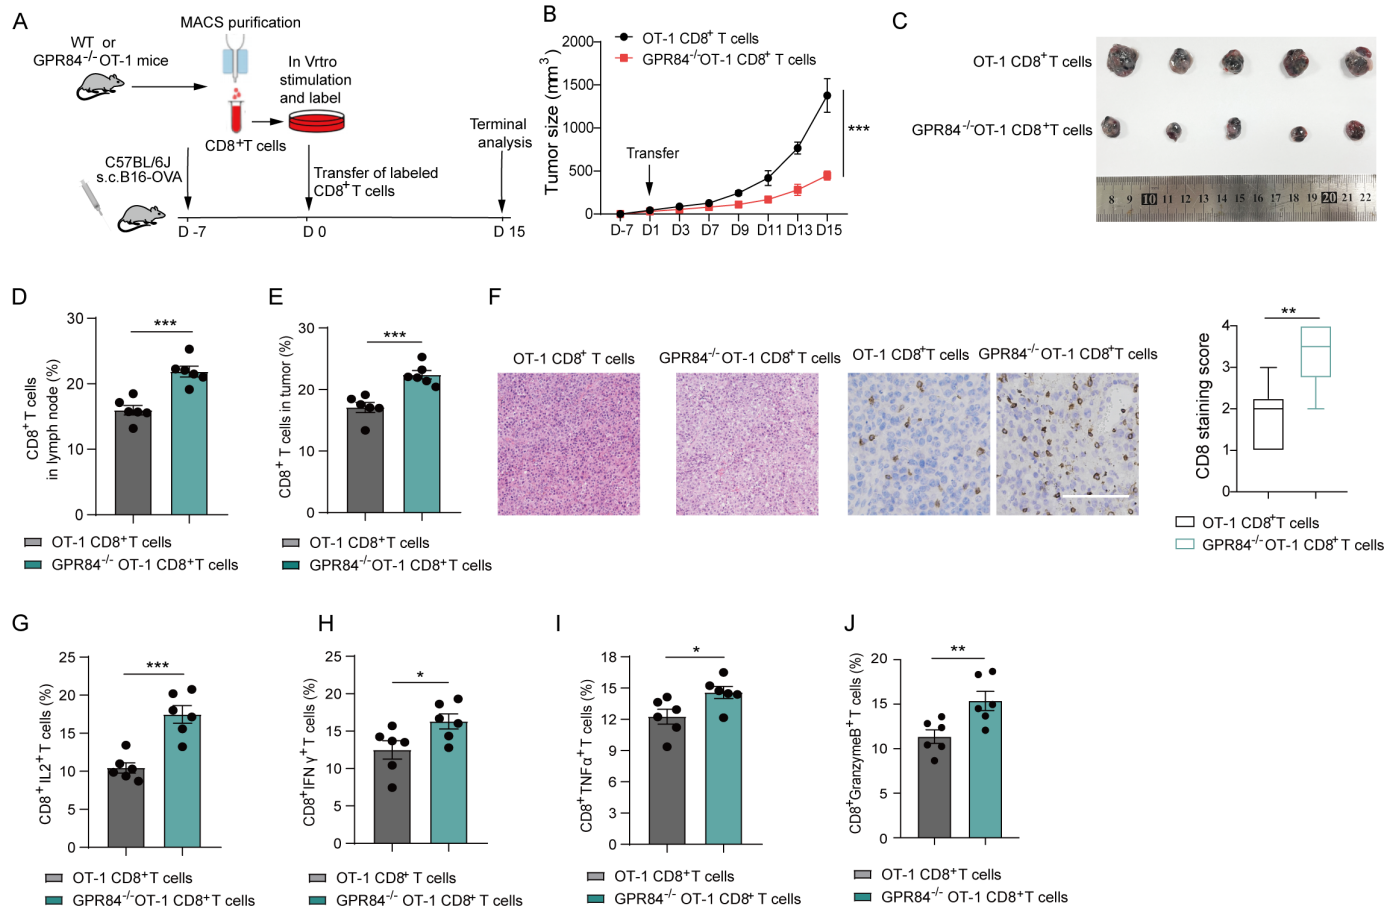 A
MACS purification
WT or
GPR84-/-OT-1 mice
In Vrtro
stimulation
and label
CD8+T cells
C57BL/6J
s.c.B16-OVA
Transfer of labeled
CD8+T cells
Terminal
analysis
D -7
D 0
D 15
B
OT-1 CD8+ T cells
GPR84-/-OT-1 CD8+ T cells
Tumor size (mm3)
2000
1500
1000
500
0
Transfer
***
D-7 D1 D3 D7 D9 D11 D13 D15
C
OT-1 CD8+T cells
GPR84-/-OT-1 CD8+T cells
8 9 10 11 12 13 14 15 16 17 18 19 20 21 22
D
CD8+ T cells
in lymph node (%)
30
20
10
0
***
OT-1 CD8+T cells
GPR84-/- OT-1 CD8+T cells
E
CD8+ T cells in tumor (%)
30
20
10
0
***
OT-1 CD8+T cells
GPR84-/-OT-1 CD8+T cells
F
OT-1 CD8+ T cells
GPR84-/-OT-1 CD8+T cells
OT-1 CD8+T cells
GPR84-/-OT-1 CD8+T cells
CD8 staining score
4
3
2
1
0
**
OT-1 CD8+T cells
GPR84-/-OT-1 CD8+T cells
G
CD8+IL2+T cells (%)
25
20
15
10
5
0
***
OT-1 CD8+T cells
GPR84-/-OT-1 CD8+T cells
H
CD8+IFN γ+T cells (%)
20
15
10
5
0
*
OT-1 CD8+ T cells
GPR84-/-OT-1 CD8+T cells
I
CD8+TNFα+T cells (%)
18
15
12
9
6
3
0
*
OT-1 CD8+T cells
GPR84-/- OT-1 CD8+T cells
J
CD8+GranzymeB+T cells (%)
20
15
10
5
0
**
OT-1 CD8+T cells
GPR84-/- OT-1 CD8+T cells